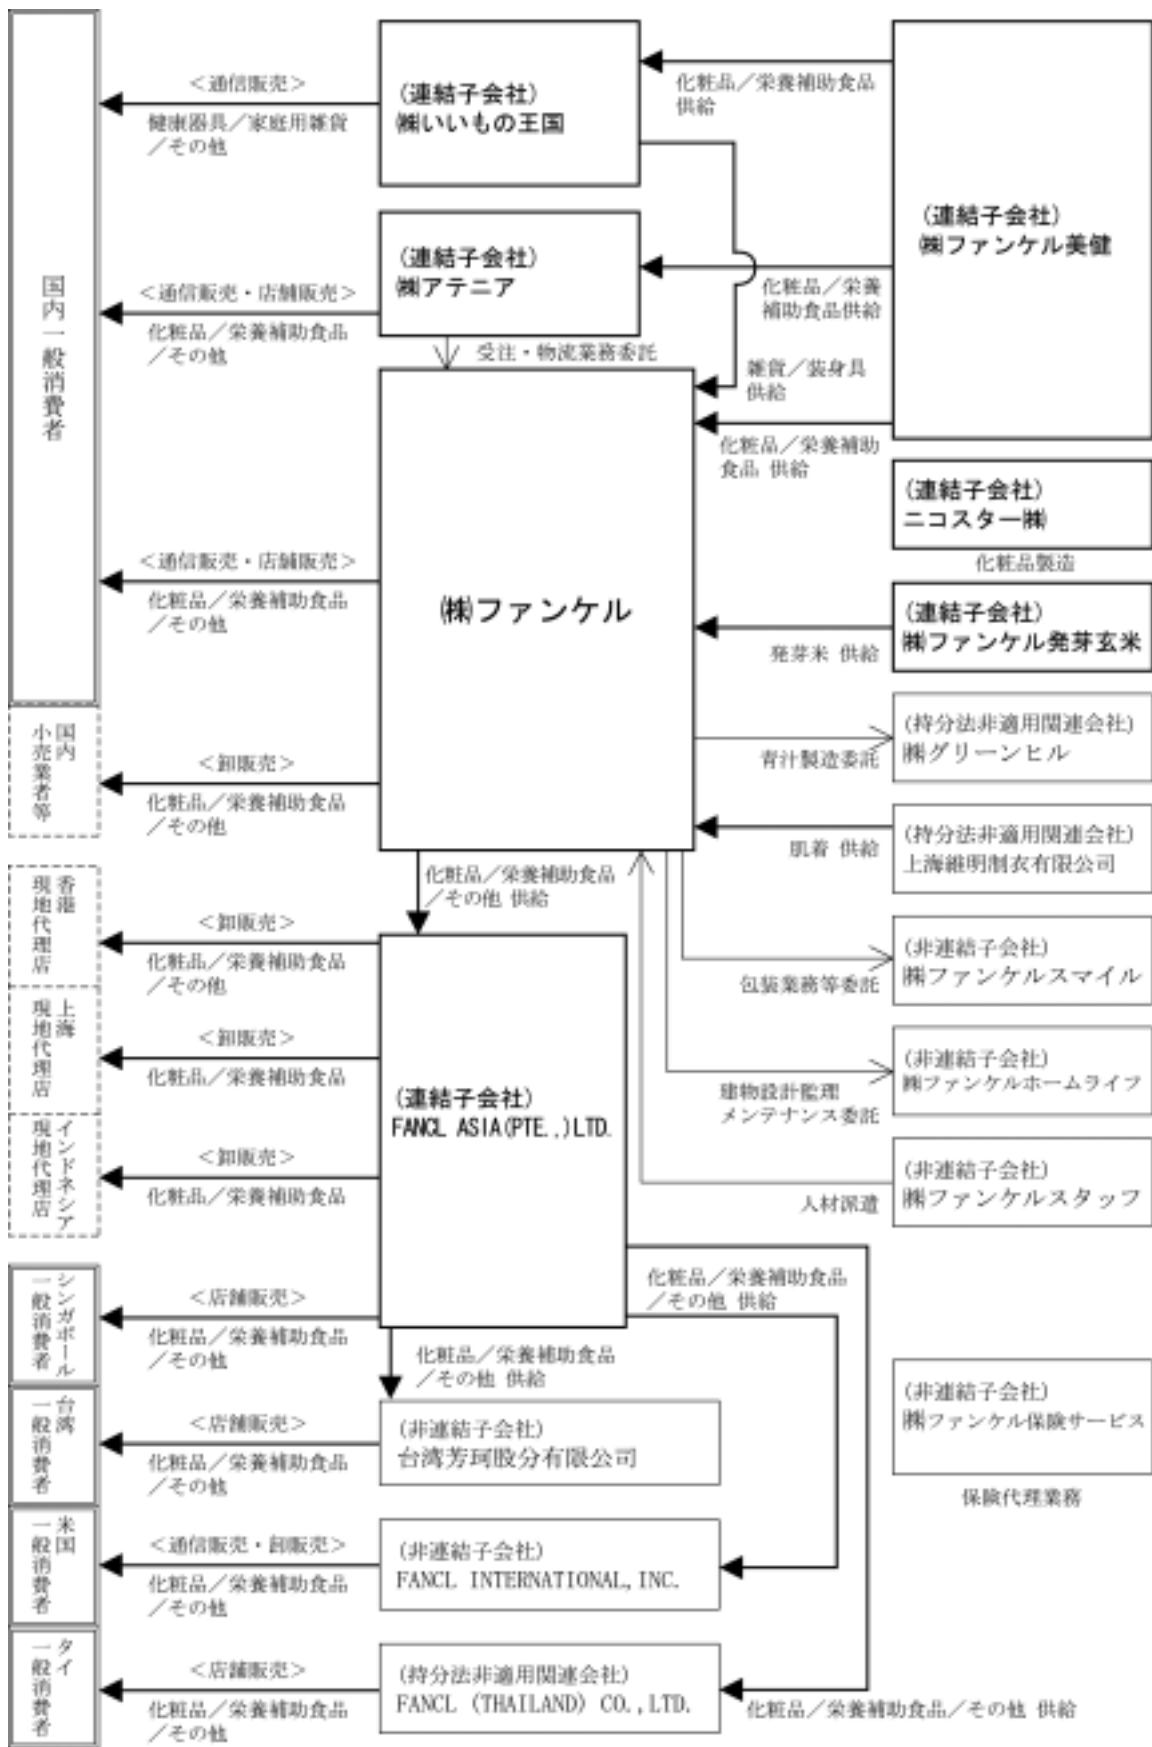 国内一般消費者
＜通信販売＞
健康器具／家庭用雑貨
／その他
(連結子会社)
㈱いいもの王国
化粧品／栄養補助食品
供給
(連結子会社)
㈱ファンケル美健
＜通信販売・店舗販売＞
化粧品／栄養補助食品
／その他
(連結子会社)
㈱アテニア
化粧品／栄養
補助食品供給
受注・物流業務委託
雑貨／装身具
供給
化粧品／栄養補助
食品 供給
(連結子会社)
ニコスター㈱
化粧品製造
＜通信販売・店舗販売＞
化粧品／栄養補助食品
／その他
㈱ファンケル
(連結子会社)
㈱ファンケル発芽玄米
発芽米 供給
国内
小売業者等
＜卸販売＞
化粧品／栄養補助食品
／その他
(持分法非適用関連会社)
㈱グリーンヒル
青汁製造委託
(持分法非適用関連会社)
上海継明制衣有限公司
肌着 供給
化粧品／栄養補助食品
／その他 供給
香港
現地代理店
＜卸販売＞
化粧品／栄養補助食品
／その他
(非連結子会社)
㈱ファンケルスマイル
包装業務等委託
上海
現地代理店
＜卸販売＞
化粧品／栄養補助食品
(連結子会社)
FANCL ASIA(PTE.,)LTD.
(非連結子会社)
㈱ファンケルホームライフ
建物設計監理
メンテナンス委託
インドネシア
現地代理店
＜卸販売＞
化粧品／栄養補助食品
(非連結子会社)
㈱ファンケルスタッフ
人材派遣
シンガポール
一般消費者
＜店舗販売＞
化粧品／栄養補助食品
／その他
化粧品／栄養補助食品
／その他 供給
化粧品／栄養補助食品
／その他 供給
台湾
一般消費者
＜店舗販売＞
化粧品／栄養補助食品
／その他
(非連結子会社)
台湾芳珂股分有限公司
(非連結子会社)
㈱ファンケル保険サービス
保険代理業務
米国
一般消費者
＜通信販売・卸販売＞
化粧品／栄養補助食品
／その他
(非連結子会社)
FANCL INTERNATIONAL,INC.
タイ
一般消費者
＜店舗販売＞
化粧品／栄養補助食品
／その他
(持分法非適用関連会社)
FANCL (THAILAND) CO.,LTD.
化粧品／栄養補助食品／その他 供給